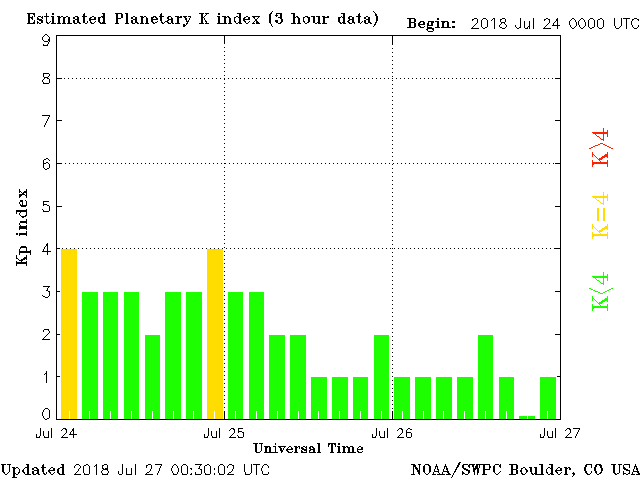 Estimated Planetary K index (3 hour data)
Begin: 2018 Jul 24 0000 UTC
9
8
7
6
5
4
3
2
1
0
Kp index
K>4
K=4
K<4
Jul 24
Jul 25
Jul 26
Jul 27
Universal Time
Updated 2018 Jul 27 00:30:02 UTC
NOAA/SWPC Boulder, CO USA